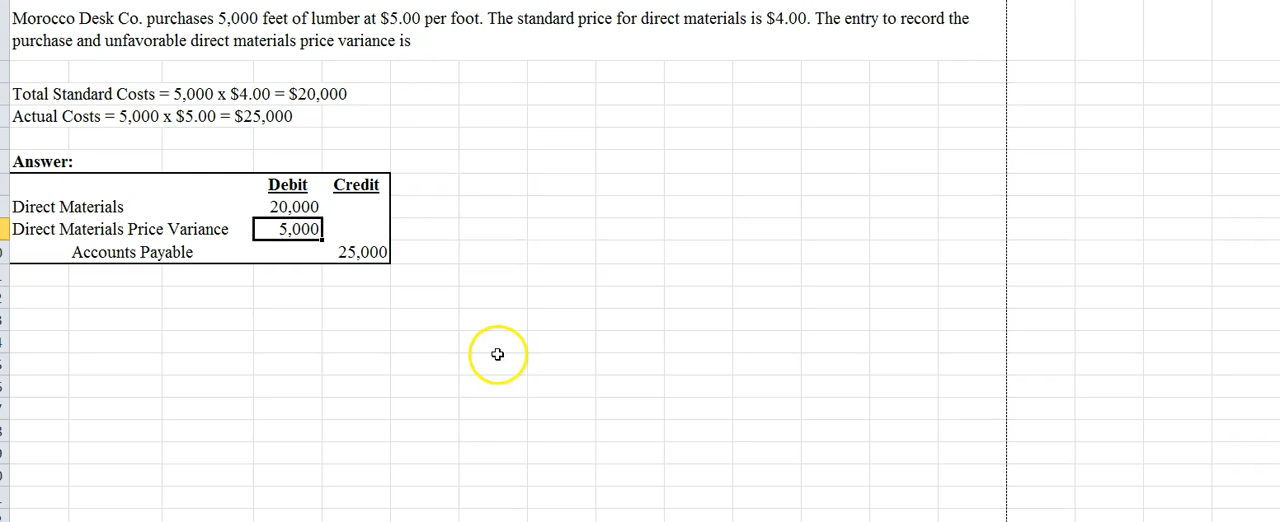 Morocco Desk Co. purchases 5,000 feet of lumber at $5.00 per foot. The standard price for direct materials is $4.00. The entry to record the
purchase and unfavorable direct materials price variance is
Total Standard Costs = 5,000 x $4.00 = $20,000
Actual Costs = 5,000 x $5.00 = $25,000
Answer:
Debit Credit
Direct Materials 20,000
Direct Materials Price Variance 5,000
Accounts Payable 25,000